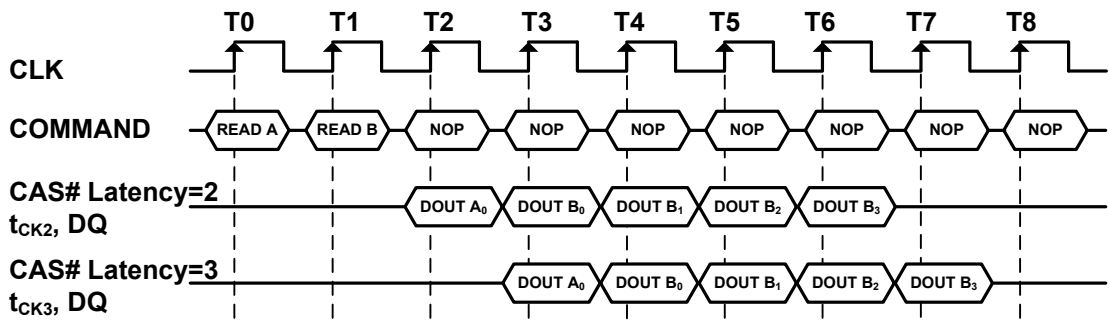 T0 T1 T2 T3 T4 T5 T6 T7 T8
CLK
COMMAND READ A READ B NOP NOP NOP NOP NOP NOP NOP
CAS# Latency=2
tCK2, DQ DOUT A0 DOUT B0 DOUT B1 DOUT B2 DOUT B3
CAS# Latency=3
tCK3, DQ DOUT A0 DOUT B0 DOUT B1 DOUT B2 DOUT B3